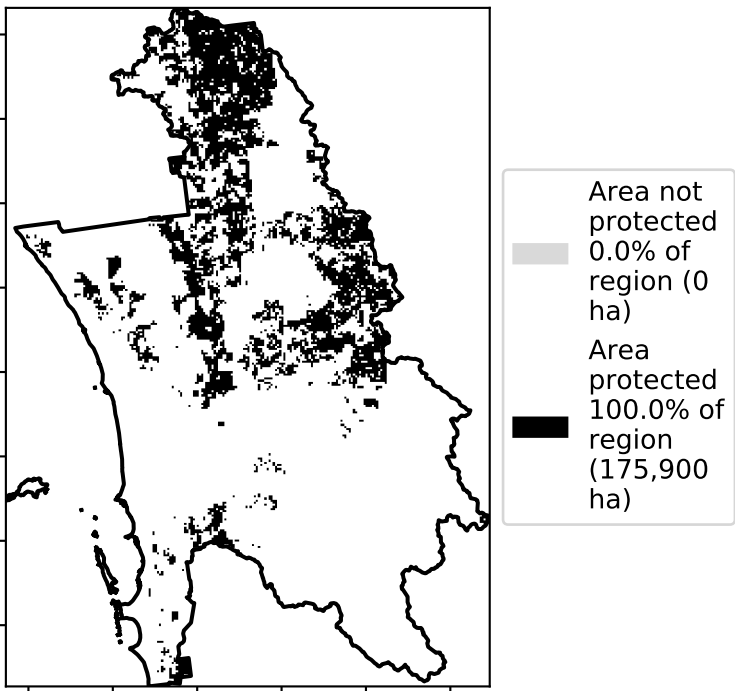 Area not
protected
0.0% of
region (0
ha)
Area
protected
100.0% of
region
(175,900
ha)